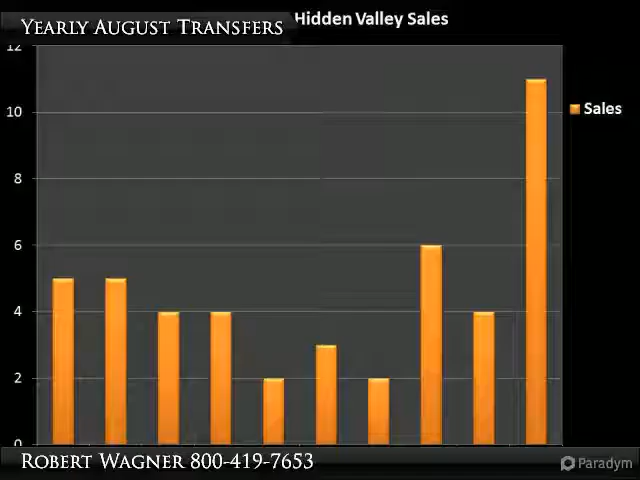 YEARLY AUGUST TRANSFERS
Hidden Valley Sales
12
10
Sales
8
6
4
2
0
ROBERT WAGNER 800-419-7653
Paradym